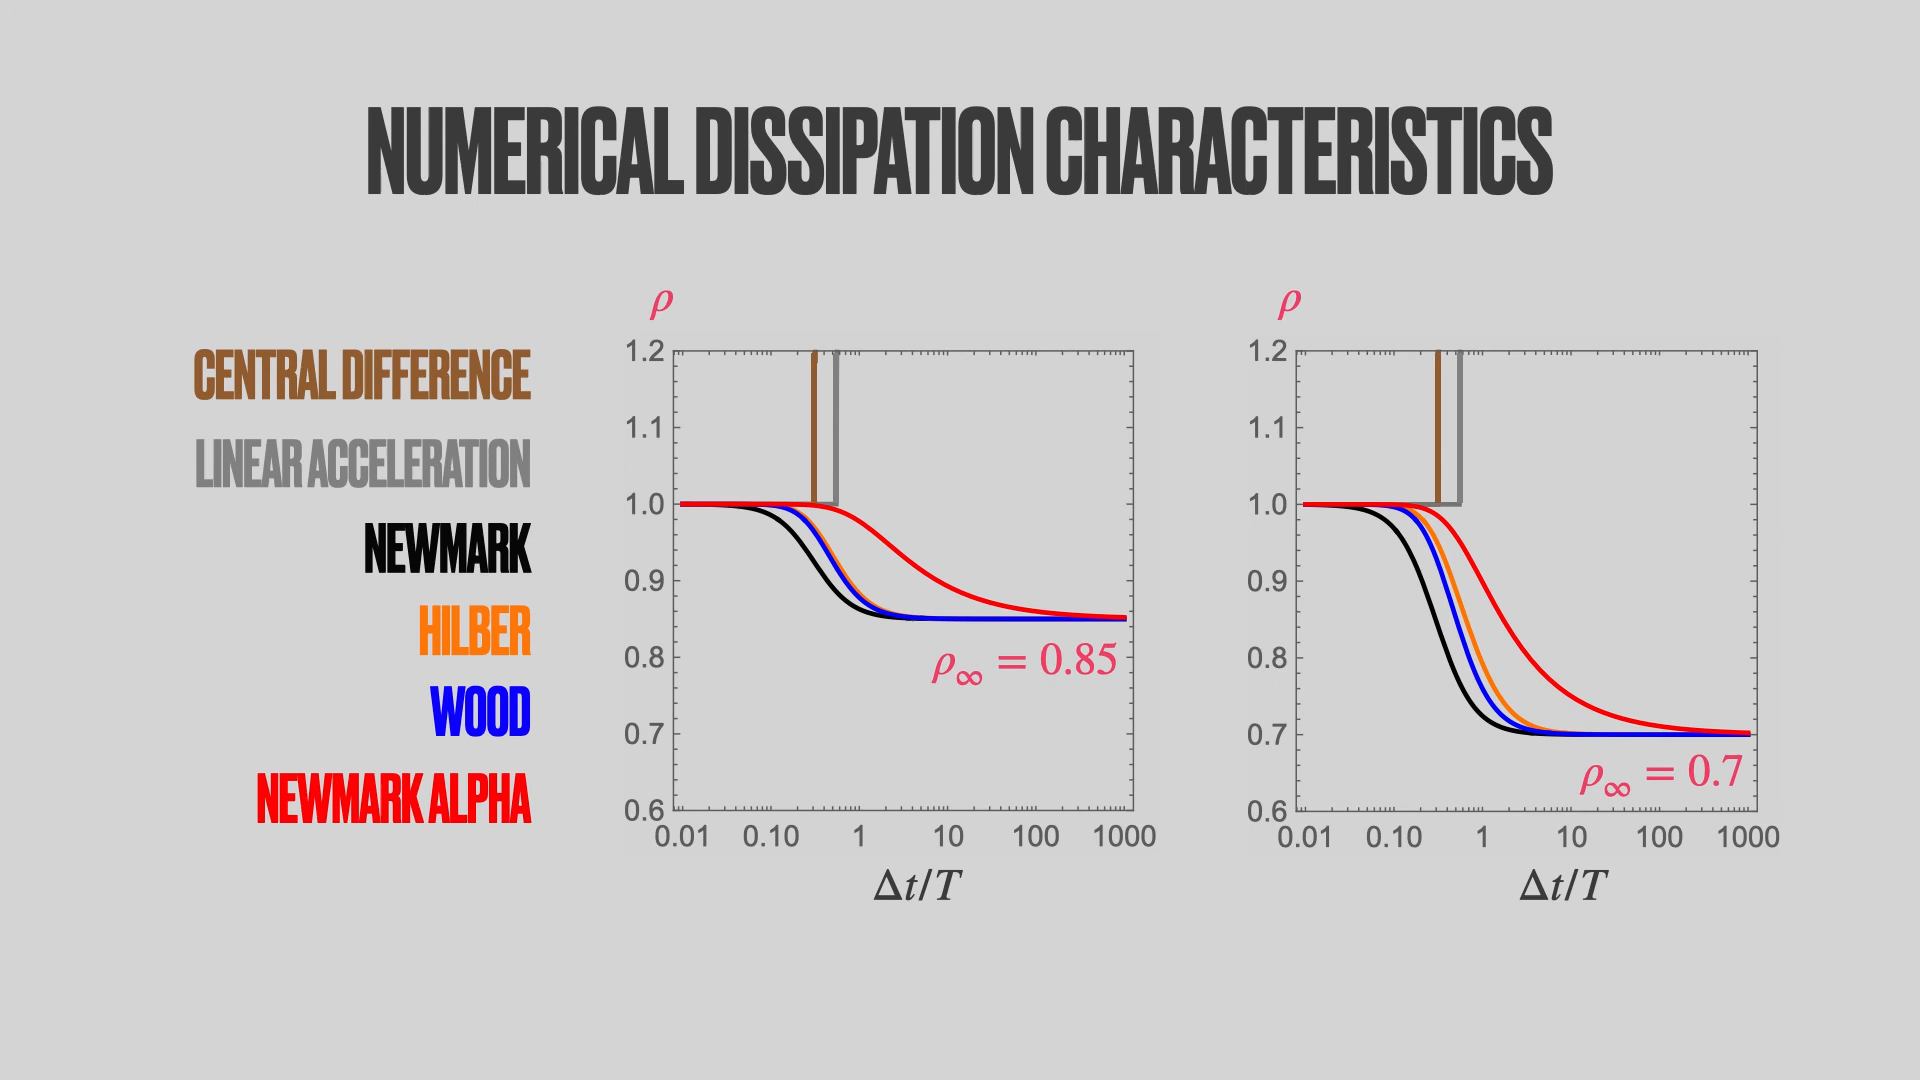 NUMERICAL DISSIPATION CHARACTERISTICS
CENTRAL DIFFERENCE
LINEAR ACCELERATION
NEWMARK
HILBER
WOOD
NEWMARK ALPHA
ρ
1.2
1.1
1.0
0.9
0.8
0.7
0.6
0.01 0.10 1 10 100 1000
ρ∞ = 0.85
Δt/T
ρ
1.2
1.1
1.0
0.9
0.8
0.7
0.6
0.01 0.10 1 10 100 1000
ρ∞ = 0.7
Δt/T